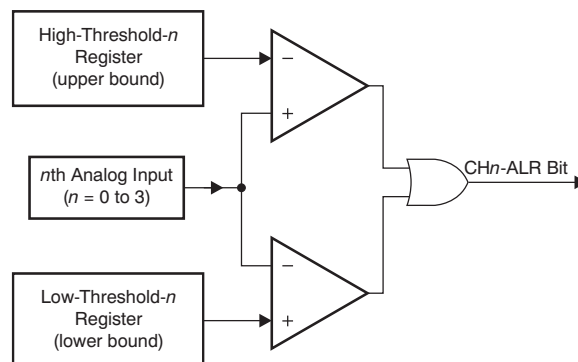 High-Threshold-n
Register
(upper bound)
−
+
nth Analog Input
(n = 0 to 3)
CHn-ALR Bit
−
+
Low-Threshold-n
Register
(lower bound)